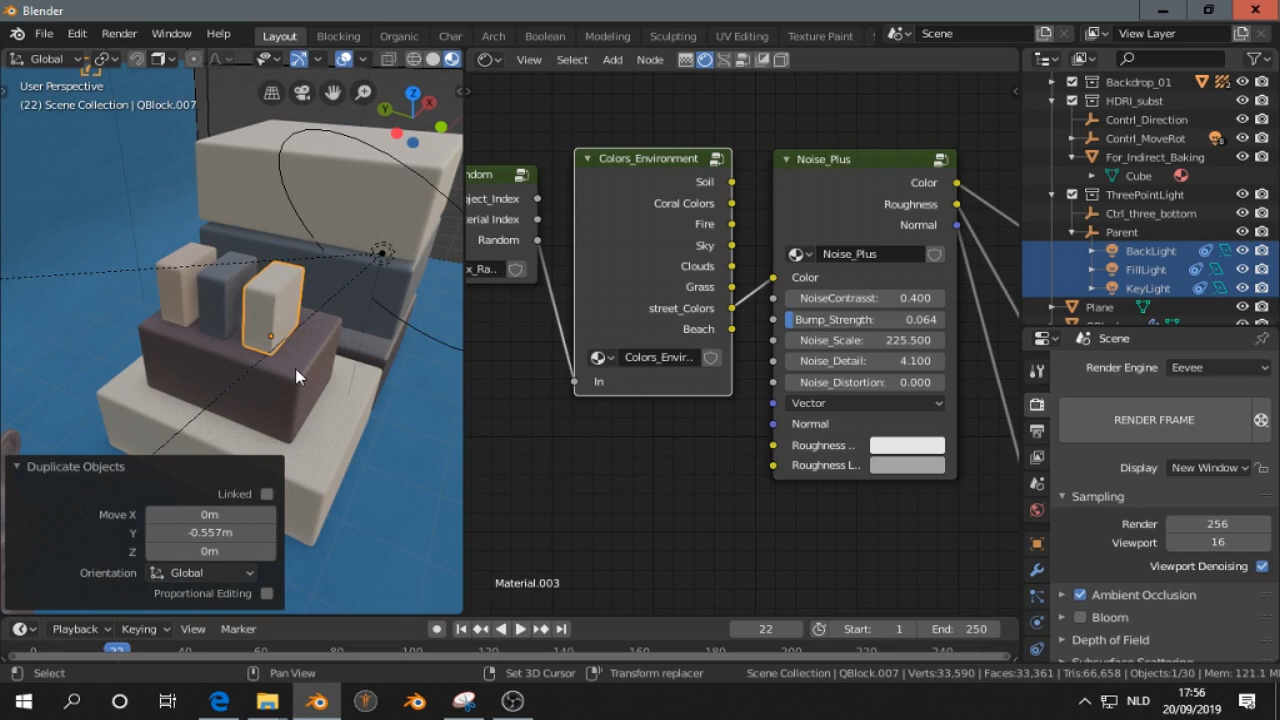 Blender
File Edit Render Window Help Layout Blocking Organic Char Arch Boolean Modeling Sculpting UV Editing Texture Paint Scene View Layer
Global View Select Add Node
User Perspective
(22) Scene Collection | QBlock.007
Z
X
Y
ndom
ject_Index
terial Index
Random
x_Ra..
Colors_Environment
Soil
Coral Colors
Fire
Sky
Clouds
Grass
street_Colors
Beach
Colors_Envir..
In
Noise_Plus
Color
Roughness
Normal
Noise_Plus
Color
NoiseContrasst: 0.400
Bump_Strength: 0.064
Noise_Scale: 225.500
Noise_Detail: 4.100
Noise_Distortion: 0.000
Vector
Normal
Roughness ..
Roughness L..
Material.003
Backdrop_01 2
HDRI_subst
Contrl_Direction
Contrl_MoveRot 8
For_Indirect_Baking
Cube
ThreePointLight
Ctrl_three_bottom
Parent
BackLight
FillLight
KeyLight
Plane
Scene
Render Engine Eevee
RENDER FRAME
Display New Window
Sampling
Render 256
Viewport 16
Viewport Denoising
Ambient Occlusion
Bloom
Depth of Field
Duplicate Objects
Linked
Move X 0m
Y -0.557m
Z 0m
Orientation Global
Proportional Editing
Playback Keying View Marker 22 Start: 1 End: 250
Select Pan View Set 3D Cursor Transform replacer Scene Collection | QBlock.007 | Verts:33,590 | Faces:33,361 | Tris:66,658 | Objects:1/30 | Mem: 121.1 M
NLD
17:56
20/09/2019